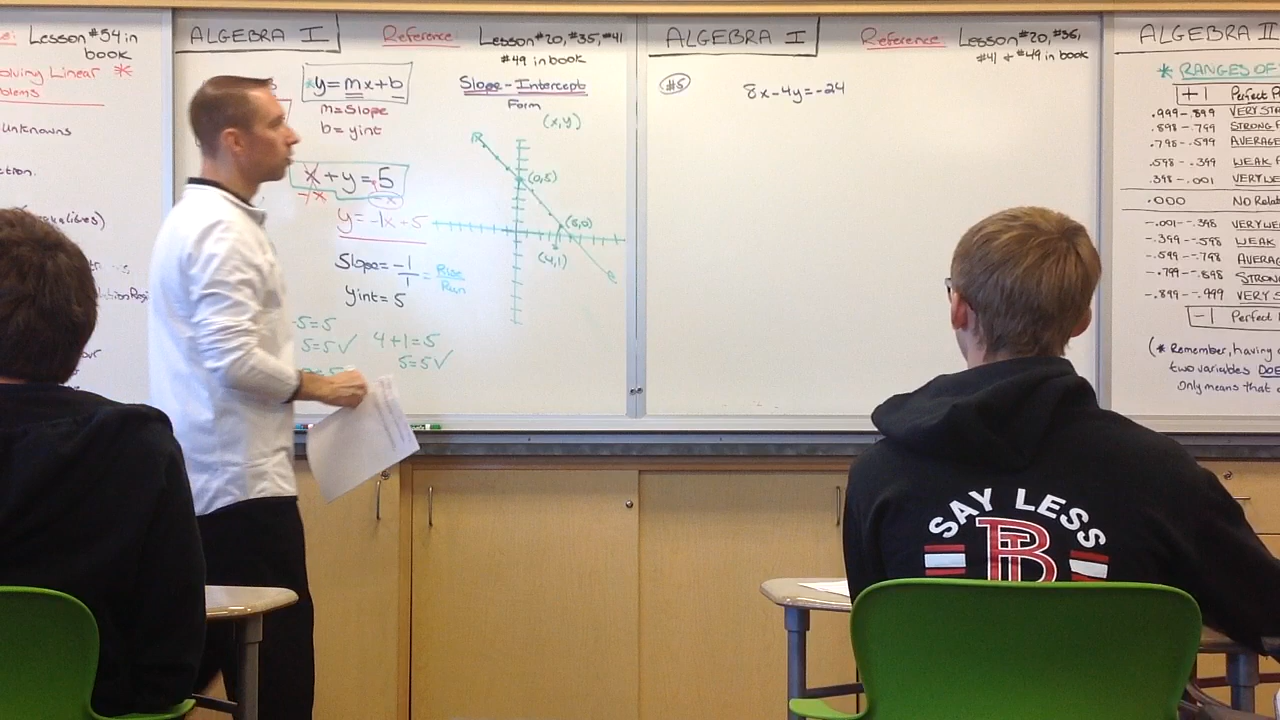 Lesson #54 in
book
olving Linear *
blems
unknowns
ction.
ALGEBRA I
Reference:
Lesson #20, #35, #41
#49 in book
*y = mx + b
m = Slope
b = yint
Slope - Intercept
Form
(x,y)
x + y = 5
-x
-x
y = -1x + 5
Slope = -1/1 = Rise/Run
yint = 5
(0,5)
(5,0)
(4,1)
-5=5
5=5✓
4+1=5
5=5✓
ALGEBRA I
Reference:
Lesson #20, #36,
#41 & #49 in book
#5
8x-4y=-24
ALGEBRA II
* RANGES OF
+1 Perfect P
.999-.899 VERY STR
.898-.799 STRONG
.798-.599 AVERAGE
.598-.399 WEAK
.398-.001 VERY WE
.000 No Rela
-.001--.398 VERY WE
-.399--.598 WEAK
-.599--.798 AVERAG
-.799--.898 STRON
-.899--.999 VERY S
-1 Perfect
(* Remember, having
two variables DOE
Only means that
SAY LESS
B